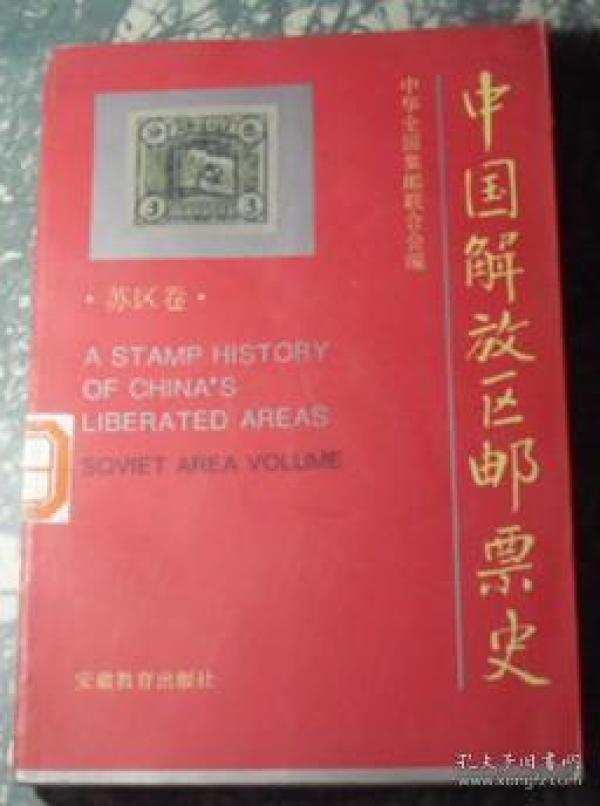 中国解放区邮票史
中华全国集邮联合会编
3 3
·苏区卷·
A STAMP HISTORY
OF CHINA'S
LIBERATED AREAS
SOVIET AREA VOLUME
安徽教育出版社
孔夫子旧书网